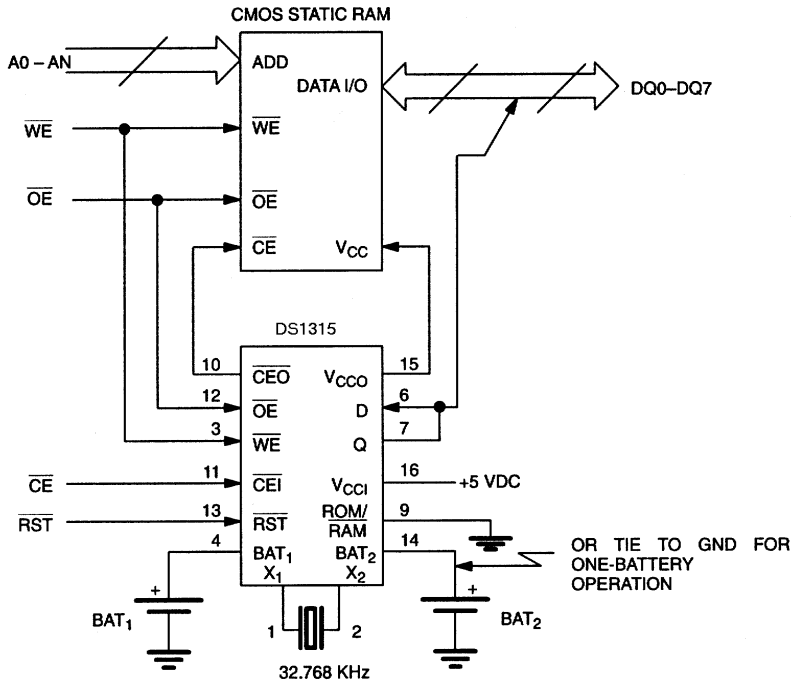 CMOS STATIC RAM
A0 – AN
ADD
DATA I/O
DQ0–DQ7
WE
WE
OE
OE
CE
VCC
DS1315
10
CEO
VCCO
15
12
OE
D
6
3
WE
Q
7
CE
11
CEI
VCCI
16
+5 VDC
RST
13
RST
ROM/
RAM
9
4
BAT1
BAT2
14
X1
X2
OR TIE TO GND FOR
ONE-BATTERY
OPERATION
+
BAT1
1
2
+
BAT2
32.768 KHz